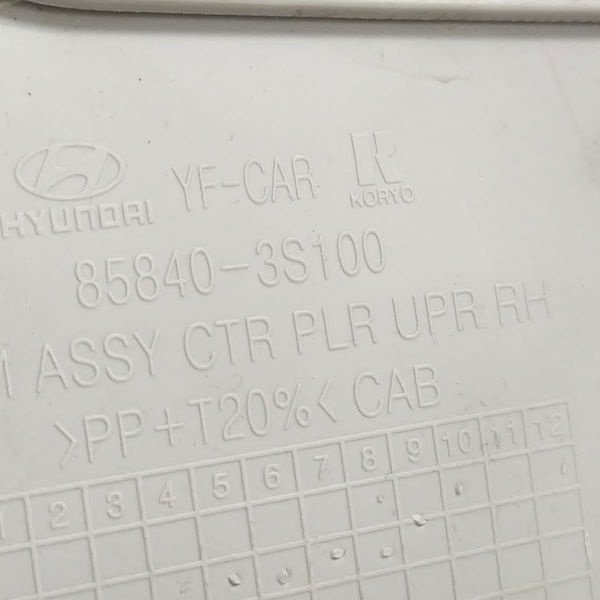 HYUNDAI YF-CAR KORYO
85840-3S100
ASSY CTR PLR UPR RH
>PP+T20%< CAB
1 2 3 4 5 6 7 8 9 10 11 12